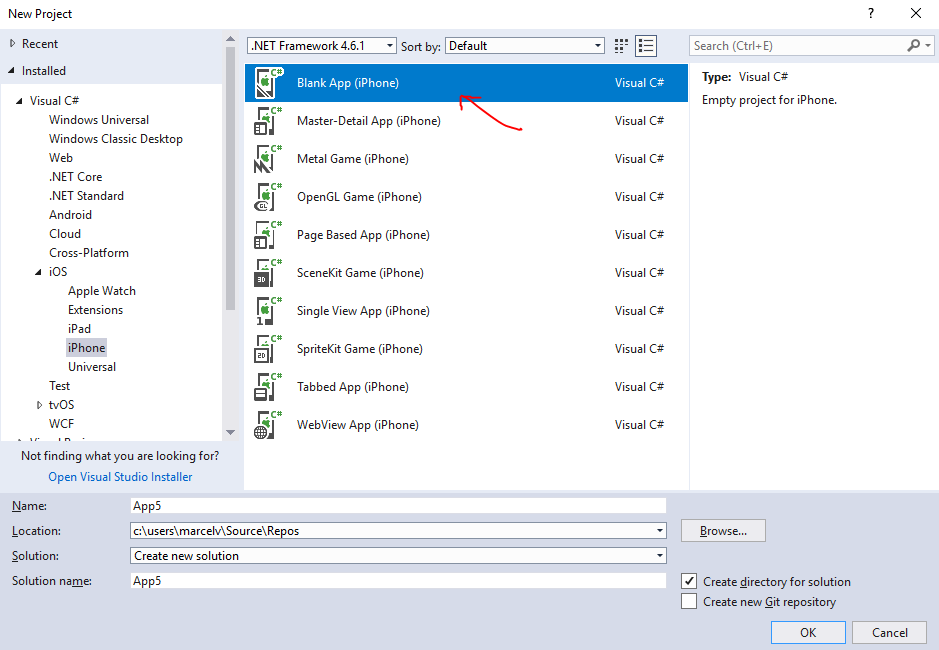 New Project
?
Recent
Installed
Visual C#
Windows Universal
Windows Classic Desktop
Web
.NET Core
.NET Standard
Android
Cloud
Cross-Platform
iOS
Apple Watch
Extensions
iPad
iPhone
Universal
Test
tvOS
WCF
Not finding what you are looking for?
Open Visual Studio Installer
.NET Framework 4.6.1
Sort by:
Default
Search (Ctrl+E)
C#
Blank App (iPhone)
Visual C#
C#
Master-Detail App (iPhone)
Visual C#
C#
Metal Game (iPhone)
Visual C#
C#
GL
OpenGL Game (iPhone)
Visual C#
C#
Page Based App (iPhone)
Visual C#
C#
3D
SceneKit Game (iPhone)
Visual C#
C#
1
Single View App (iPhone)
Visual C#
C#
2D
SpriteKit Game (iPhone)
Visual C#
C#
Tabbed App (iPhone)
Visual C#
C#
WebView App (iPhone)
Visual C#
Type: Visual C#
Empty project for iPhone.
Name:
App5
Location:
c:\users\marcelv\Source\Repos
Browse...
Solution:
Create new solution
Solution name:
App5
Create directory for solution
Create new Git repository
OK
Cancel